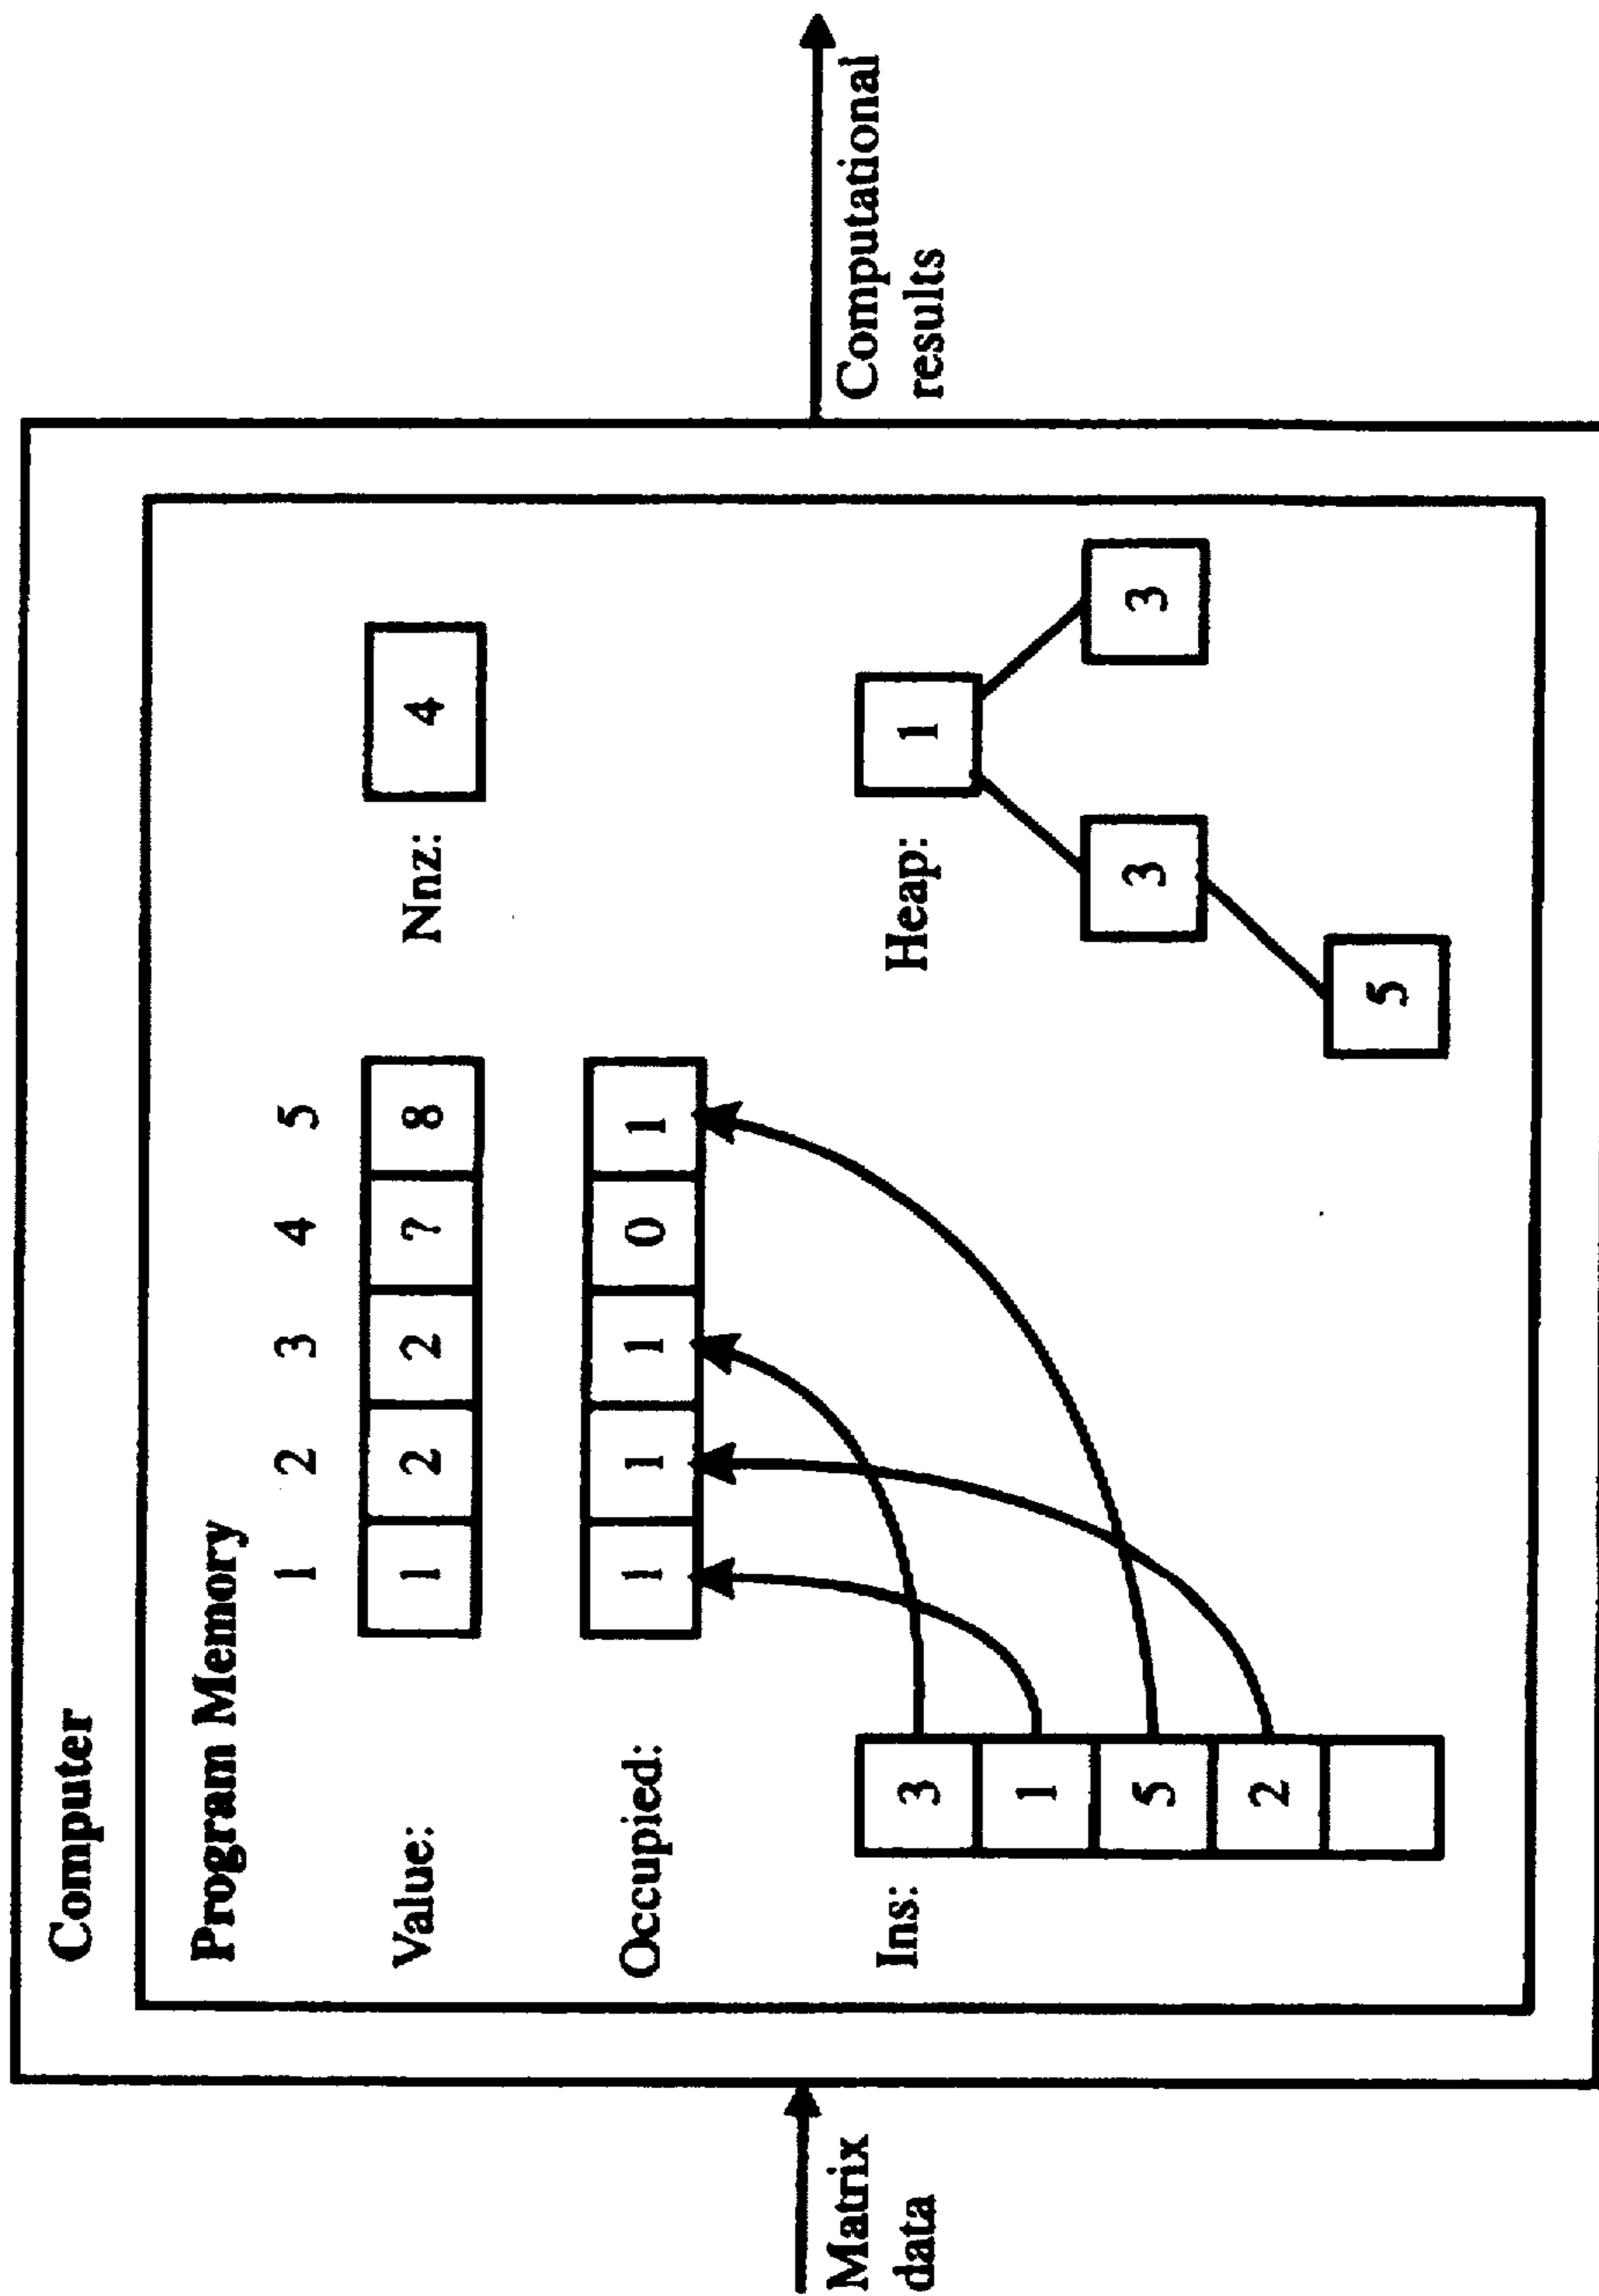 Computer
Program Memory
1 2 3 4 5
Value: 1 2 2 ? 8
Nnz: 4
Occupied: 1 1 1 0 1
Ins:
3
1
5
2
Heap:
1
3 3
5
Matrix
data
Computational
results